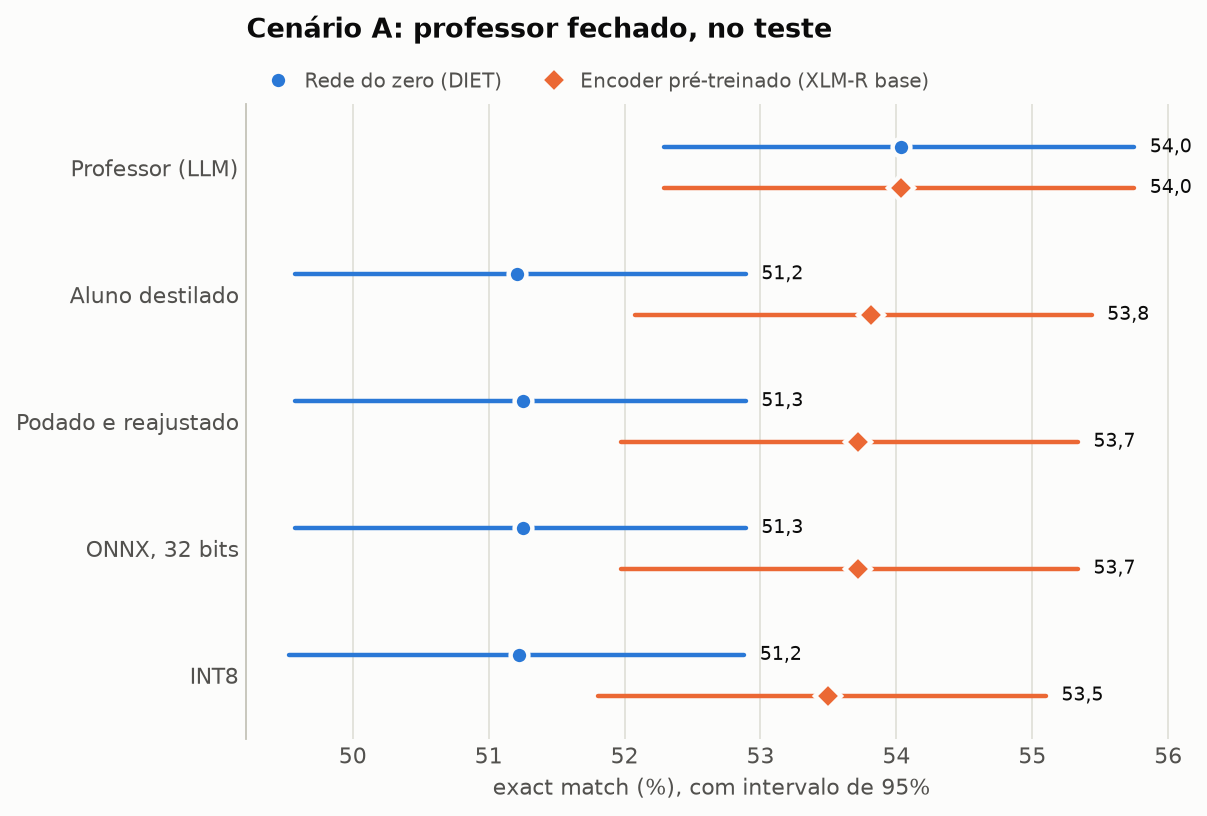 Cenário A: professor fechado, no teste
Rede do zero (DIET)
Encoder pré-treinado (XLM-R base)
Professor (LLM)
54,0
54,0
Aluno destilado
51,2
53,8
Podado e reajustado
51,3
53,7
ONNX, 32 bits
51,3
53,7
INT8
51,2
53,5
50 51 52 53 54 55 56
exact match (%), com intervalo de 95%